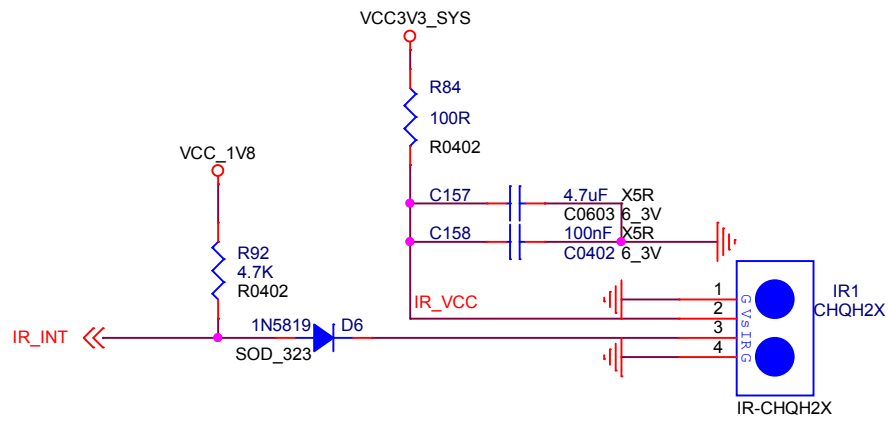 VCC3V3_SYS
R84
100R
R0402
VCC_1V8
C157
4.7uF X5R
C0603 6_3V
C158
100nF X5R
C0402 6_3V
R92
4.7K
R0402
IR_VCC
1 G
2 Vs
3 IR
4 G
IR1
CHQH2X
IR_INT
1N5819 D6
SOD_323
IR-CHQH2X